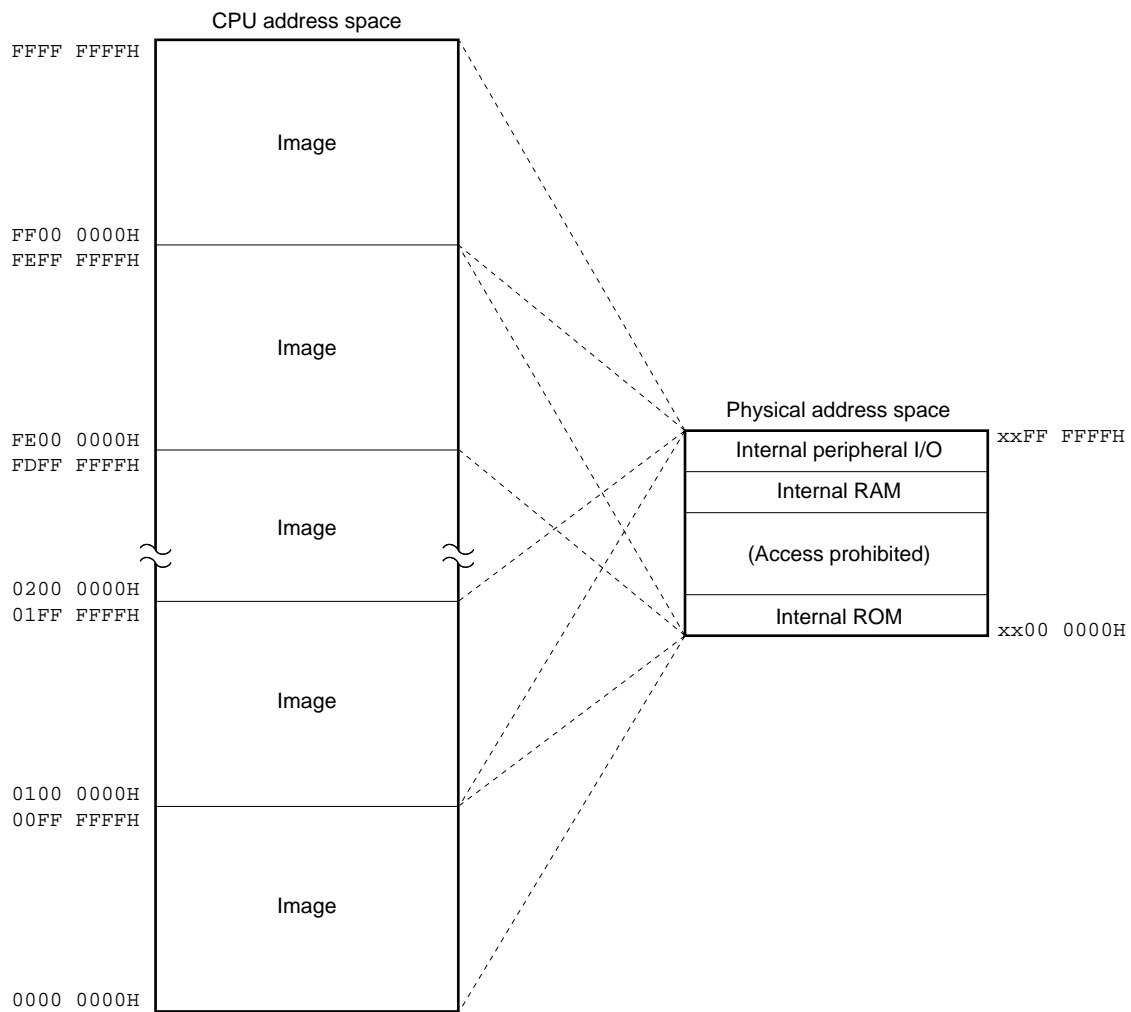 CPU address space
FFFF FFFFH
Image
FF00 0000H
FEFF FFFFH
Image
FE00 0000H
FDFF FFFFH
Image
0200 0000H
01FF FFFFH
Image
0100 0000H
00FF FFFFH
Image
0000 0000H
Physical address space
Internal peripheral I/O
xxFF FFFFH
Internal RAM
(Access prohibited)
Internal ROM
xx00 0000H